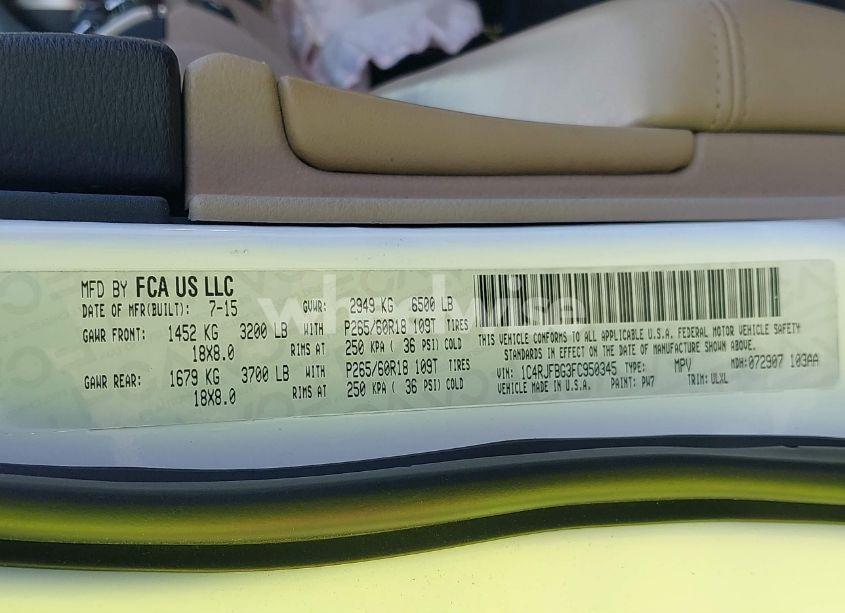 MFD BY FCA US LLC
DATE OF MFR(BUILT): 7-15 GVWR: 2949 KG 6500 LB
GAWR FRONT: 1452 KG 3200 LB WITH P265/60R18 109T TIRES
18X8.0 RIMS AT 250 KPA ( 36 PSI) COLD
GAWR REAR: 1679 KG 3700 LB WITH P265/60R18 109T TIRES
18X8.0 RIMS AT 250 KPA ( 36 PSI) COLD
THIS VEHICLE CONFORMS TO ALL APPLICABLE U.S.A. FEDERAL MOTOR VEHICLE SAFETY
STANDARDS IN EFFECT ON THE DATE OF MANUFACTURE SHOWN ABOVE.
VIN: 1C4RJFBG3FC950345 TYPE: MPV MDH: 072907 103AA
MADE IN U.S.A. PAINT: PW7 TRIM: ULXL
wheelwise